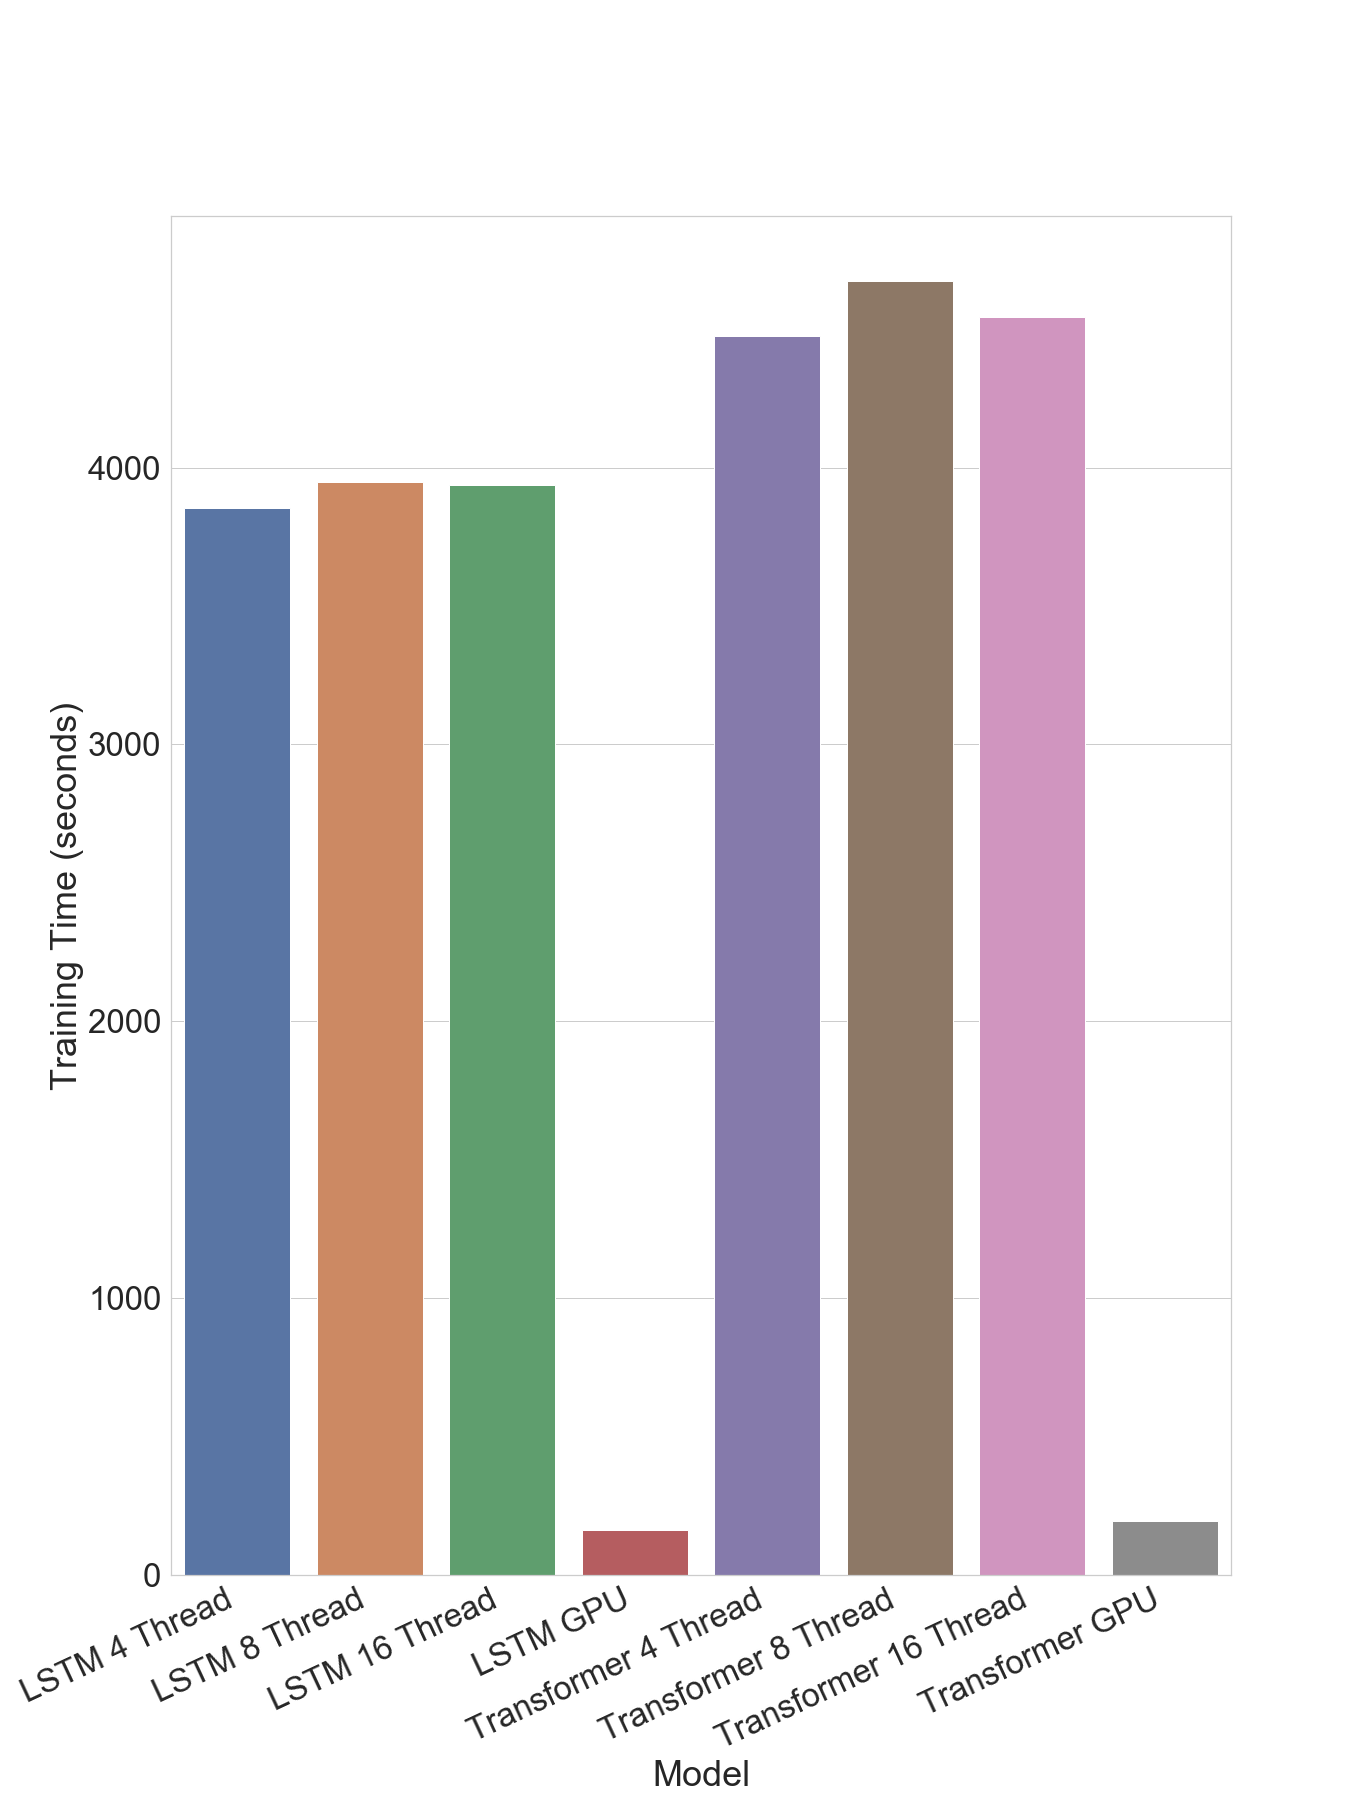 4000
3000
2000
1000
0
Training Time (seconds)
LSTM 4 Thread
LSTM 8 Thread
LSTM 16 Thread
LSTM GPU
Transformer 4 Thread
Transformer 8 Thread
Transformer 16 Thread
Transformer GPU
Model